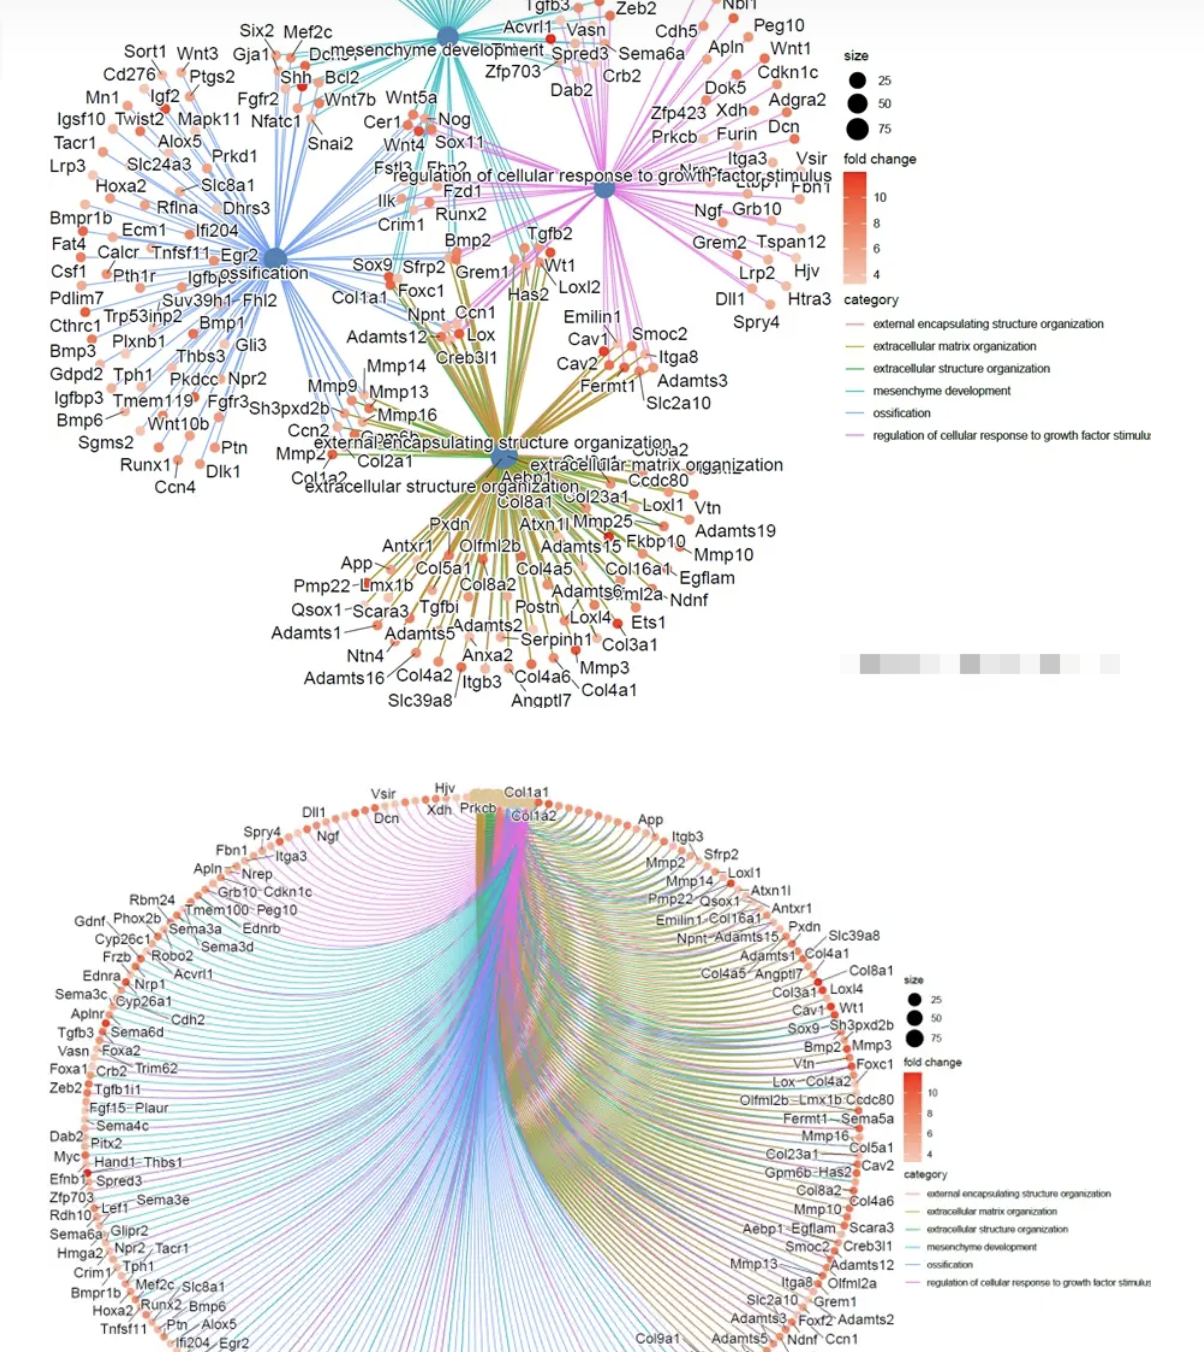 Tgfb3
Zeb2
Nbl1
Six2 Mef2c
Acvrl1 Vasn
Cdh5
Peg10
Sort1 Wnt3
Gja1
mesenchyme development
Spred3 Sema6a
Apln
Wnt1
size
Cd276
Ptgs2
Shh Bcl2
Zfp703
Crb2
Cdkn1c
25
Mn1
Igf2
Fgfr2
Wnt7b
Wnt5a
Dab2
Dok5
Adgra2
50
Igsf10 Twist2 Mapk11
Nfatc1
Cer1
Nog
Zfp423 Xdh
Dcn
75
Tacr1
Alox5
Snai2
Wnt4 Sox11
Prkcb
Furin
Lrp3
Slc24a3
Prkd1
Itga3
Vsir
fold change
Hoxa2
Slc8a1
regulation of cellular response to growth factor stimulus
Fbn1
10
Bmpr1b
Rflna Dhrs3
Ilk
Fzd1
Runx2
Ngf Grb10
8
Ecm1
Ifi204
Crim1
Fat4
Calcr Tnfsf11 Egr2
Bmp2
Tgfb2
Grem2 Tspan12
6
Csf1
Pth1r
ossification
Sox9 Sfrp2
Grem1
Wt1
Lrp2
Hjv
4
Pdlim7
Suv39h1 Fhl2
Col1a1
Foxc1
Has2
Loxl2
Dll1
Htra3
category
Cthrc1
Trp53inp2
Bmp1
Npnt Ccn1
Emilin1
Spry4
external encapsulating structure organization
Bmp3
Plxnb1
Thbs3
Gli3
Adamts12
Lox
Cav1
Smoc2
extracellular matrix organization
Gdpd2 Tph1
Pkdcc Npr2
Creb3l1
Mmp14
Cav2
Itga8
extracellular structure organization
Igfbp3
Tmem119 Fgfr3
Mmp9
Mmp13
Fermt1
Adamts3
mesenchyme development
Bmp6
Wnt10b
Sh3pxd2b
Mmp16
Slc2a10
ossification
Sgms2
Ptn
Ccn2
regulation of cellular response to growth factor stimulu
Runx1
Dlk1
Mmp2
external encapsulating structure organization
Ccn4
Col2a1
extracellular matrix organization
Col1a2
extracellular structure organization
Aebp1
Ccdc80
Col8a1
Col23a1
Loxl1
Vtn
Pxdn
Atxn1l Mmp25
Adamts19
Antxr1
Olfml2b
Adamts15
Fkbp10
Mmp10
App
Col5a1
Col4a5
Col16a1
Egflam
Pmp22 Lmx1b
Col8a2
Adamts6
Ndnf
Qsox1 Scara3
Tgfbi
Postn
Loxl4
Ets1
Adamts1
Adamts5
Adamts2
Serpinh1
Col3a1
Ntn4
Anxa2
Mmp3
Adamts16
Col4a2
Itgb3
Col4a6
Col4a1
Slc39a8
Angptl7
Hjv
Col1a1
Vsir
Xdh Prkcb
Col1a2
Dll1
Dcn
App
Spry4
Ngf
Itgb3
Fbn1
Itga3
Mmp2
Sfrp2
Apln
Nrep
Mmp14
Loxl1
Grb10 Cdkn1c
Atxn1l
Rbm24
Tmem100 Peg10
Pmp22 Qsox1
Antxr1
Gdnf Phox2b
Sema3a
Ednrb
Emilin1 Col16a1
Pxdn
Cyp26c1
Sema3d
Npnt Adamts15
Slc39a8
Frzb
Robo2
Adamts1
Col4a1
Ednra
Acvrl1
Col4a5 Angptl7
Col8a1
Nrp1
size
Sema3c
Cyp26a1
Col3a1
Loxl4
25
Aplnr
Cdh2
Cav1
Wt1
50
Tgfb3
Sema6d
Sox9
Sh3pxd2b
75
Vasn
Foxa2
Bmp2
Mmp3
fold change
Foxa1
Crb2 Trim62
Vtn
Foxc1
Zeb2
Tgfb1i1
Lox Col4a2
10
Fgf15 Plaur
Olfml2b Lmx1b Ccdc80
8
Sema4c
Fermt1 Sema5a
Dab2
Pitx2
Mmp16
6
Myc
Hand1 Thbs1
Col23a1
Col5a1
4
Efnb1
Spred3
Gpm6b Has2
Cav2
category
Zfp703
Sema3e
Col8a2
Col4a6
external encapsulating structure organization
Rdh10
Lef1
Mmp10
extracellular matrix organization
Sema6a
Glipr2
Aebp1 Egflam
Scara3
extracellular structure organization
Hmga2
Npr2 Tacr1
Smoc2
Creb3l1
mesenchyme development
Crim1
Tph1
Mmp13
Adamts12
ossification
Bmpr1b
Mef2c Slc8a1
Itga8
Olfml2a
regulation of cellular response to growth factor stimulus
Hoxa2
Runx2 Bmp6
Slc2a10
Grem1
Tnfsf11
Ptn Alox5
Adamts3
Foxf2 Adamts2
Ifi204 Egr2
Col9a1
Adamts5
Ndnf Ccn1